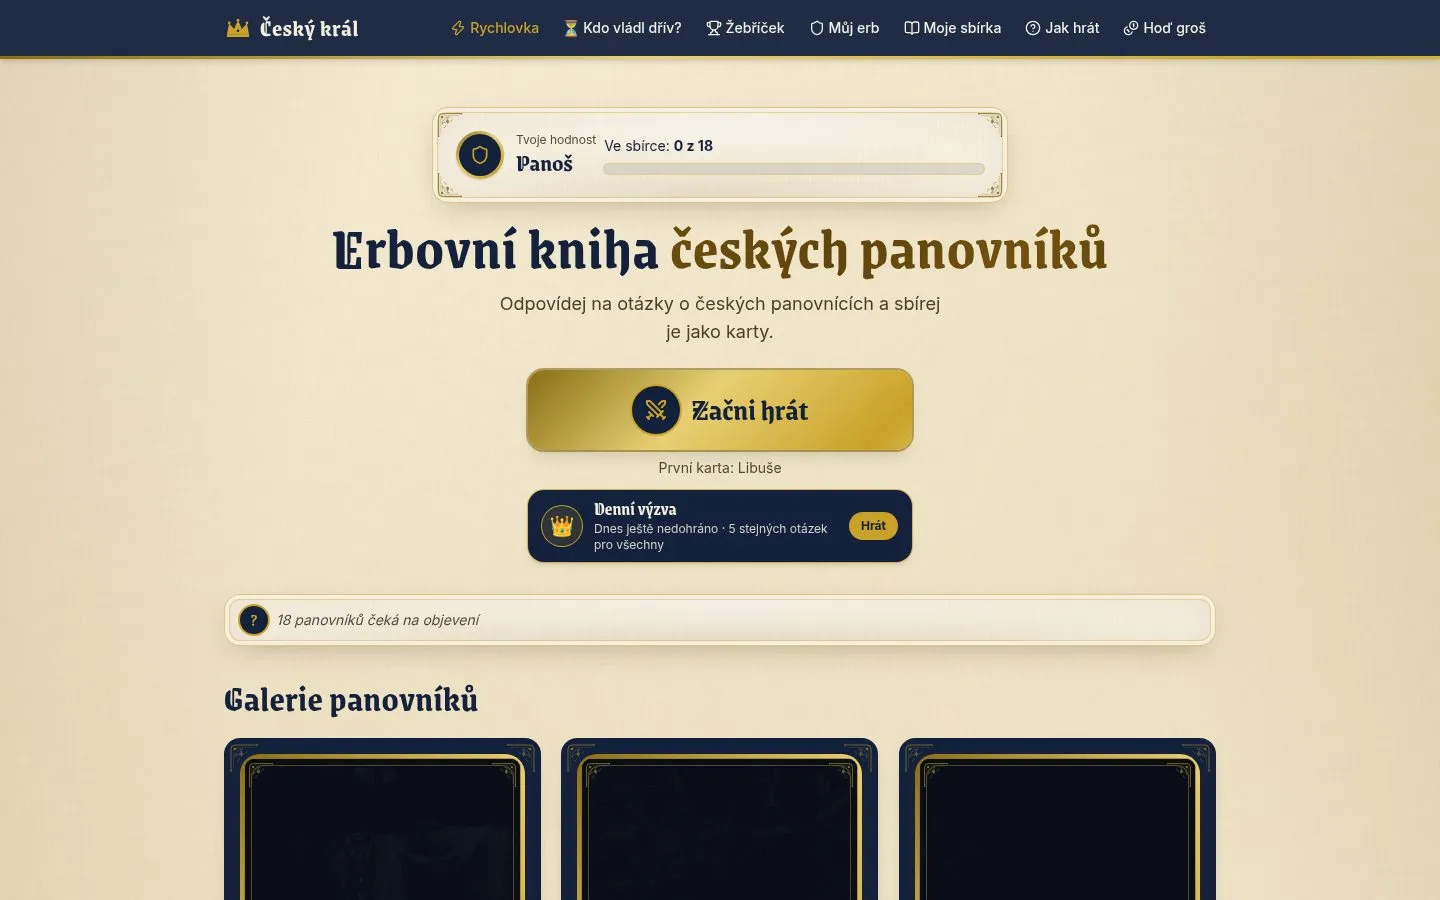 Český král
Rychlovka
Kdo vládl dřív?
Žebříček
Můj erb
Moje sbírka
Jak hrát
Hoď groš
Tvoje hodnost
Panoš
Ve sbírce: 0 z 18
Erbovní kniha českých panovníků
Odpovídej na otázky o českých panovnících a sbírej
je jako karty.
Začni hrát
První karta: Libuše
Denní výzva
Dnes ještě nedohráno · 5 stejných otázek
pro všechny
Hrát
?
18 panovníků čeká na objevení
Galerie panovníků